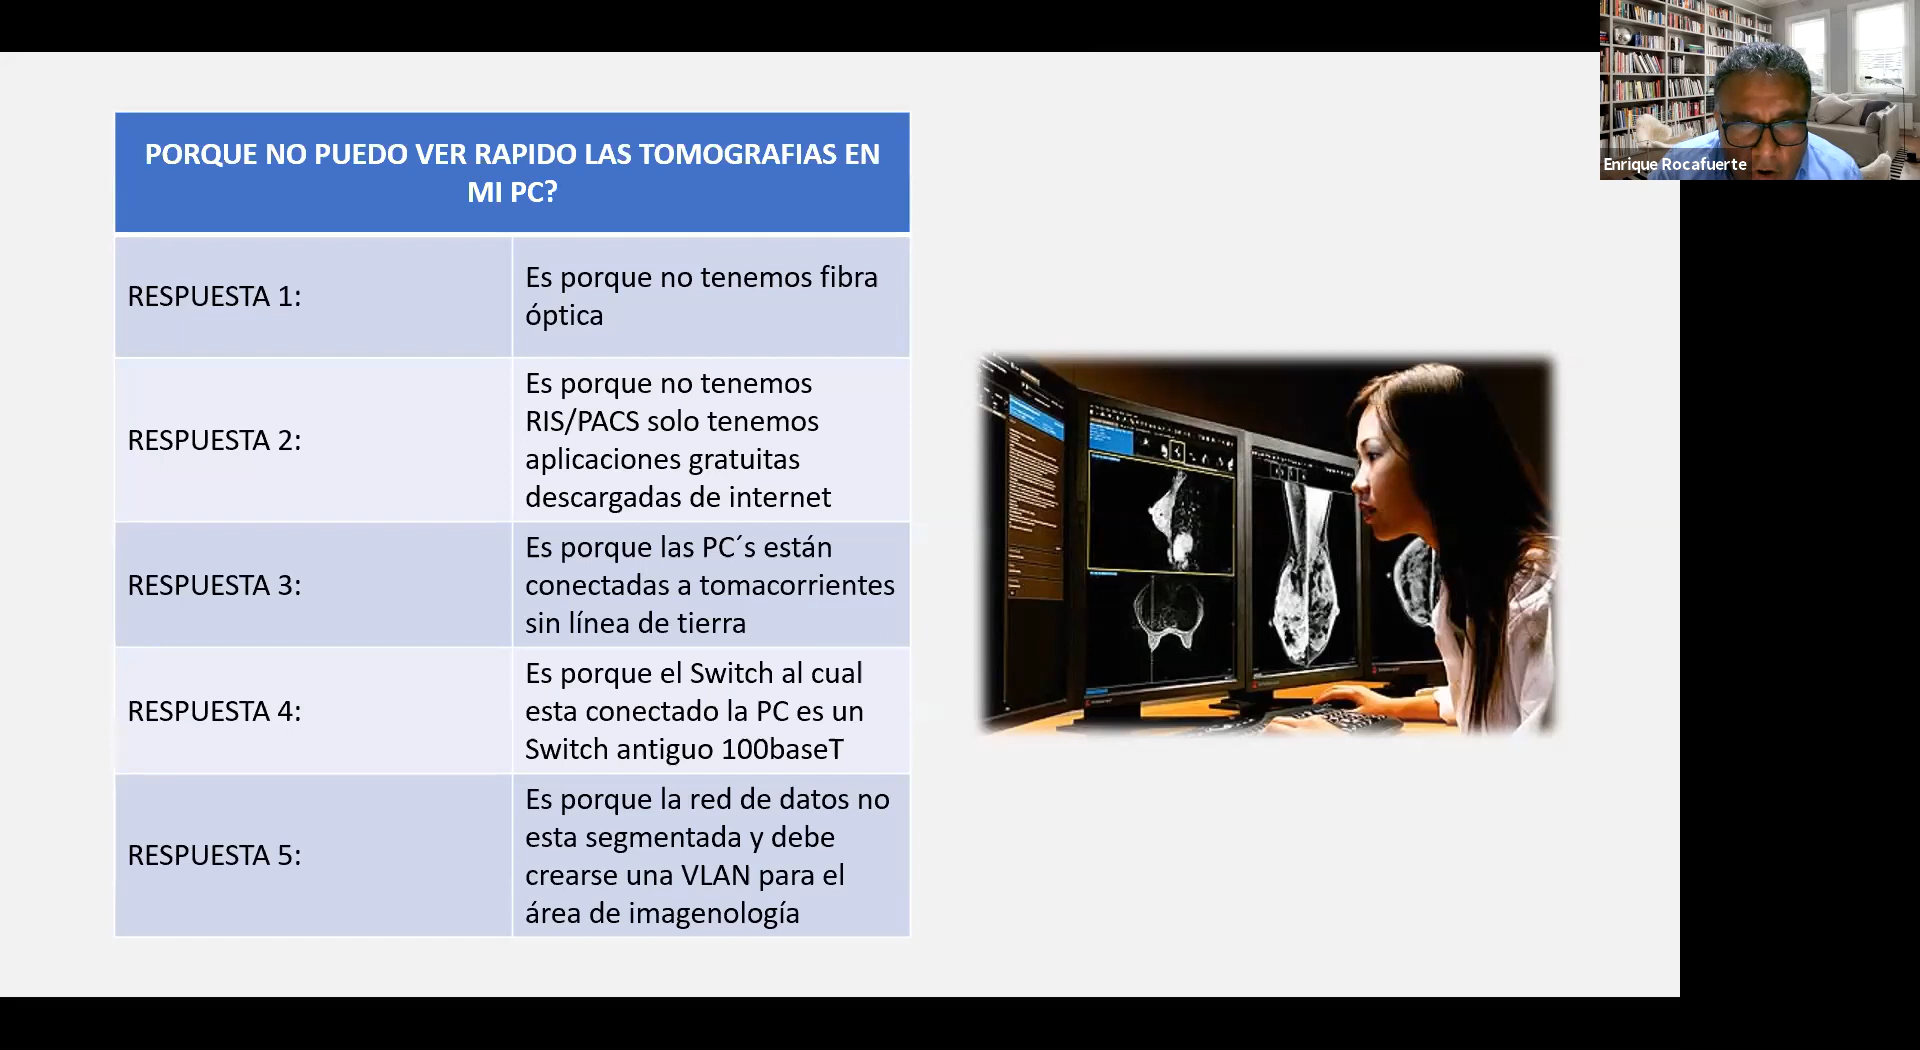 PORQUE NO PUEDO VER RAPIDO LAS TOMOGRAFIAS EN
MI PC?
RESPUESTA 1:
Es porque no tenemos fibra
óptica
RESPUESTA 2:
Es porque no tenemos
RIS/PACS solo tenemos
aplicaciones gratuitas
descargadas de internet
RESPUESTA 3:
Es porque las PC´s están
conectadas a tomacorrientes
sin línea de tierra
RESPUESTA 4:
Es porque el Switch al cual
esta conectado la PC es un
Switch antiguo 100baseT
RESPUESTA 5:
Es porque la red de datos no
esta segmentada y debe
crearse una VLAN para el
área de imagenología
Enrique Rocafuerte